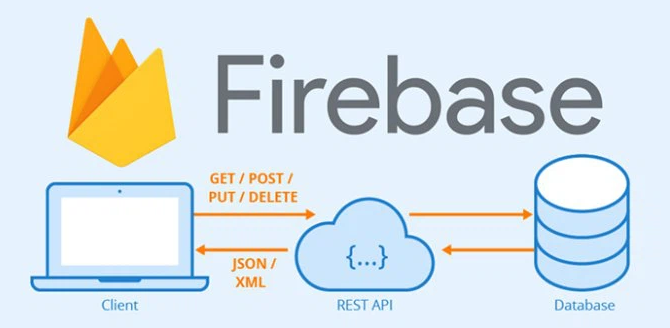 Firebase
GET / POST /
PUT / DELETE
JSON /
XML
{...}
Client
REST API
Database